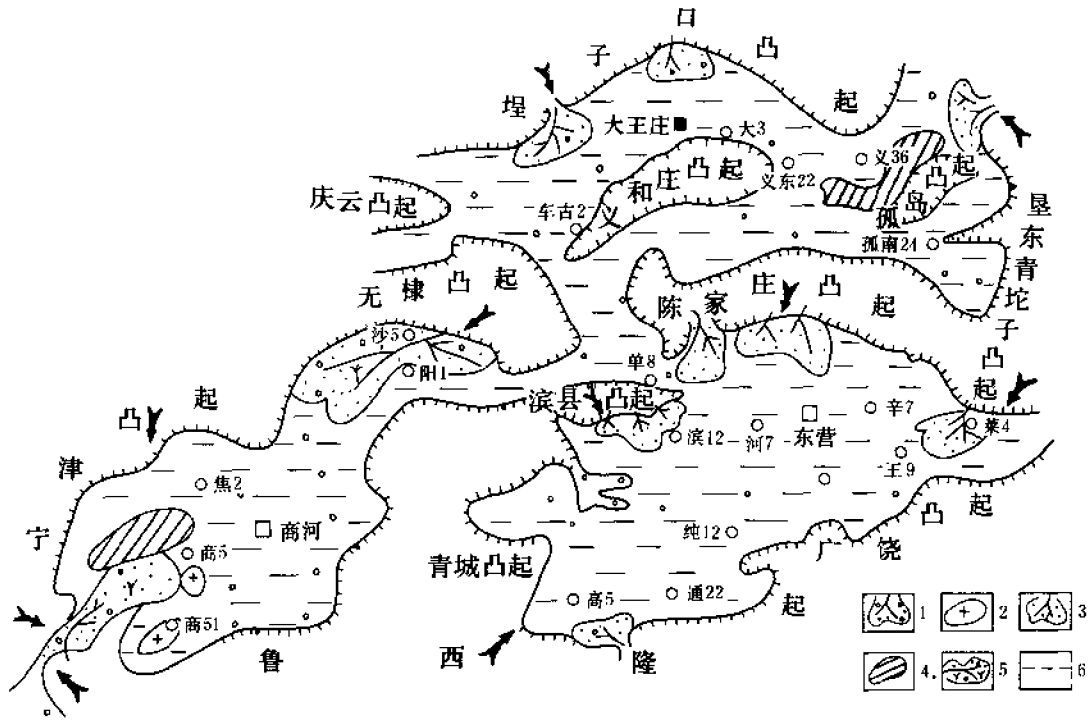 埕子口凸起
大王庄
大3
义36
义东22
和庄凸起
孤岛凸起
庆云凸起
车古2
孤南24
垦东青坨子凸起
无棣凸起
陈家庄凸起
沙5
阳1
单8
滨县凸起
辛7
莱4
滨12
河7
东营
王9
宁津凸起
焦2
商河
商5
商51
纯12
广饶凸起
青城凸起
高5
通22
鲁西隆起
1
2
3
4
5
6